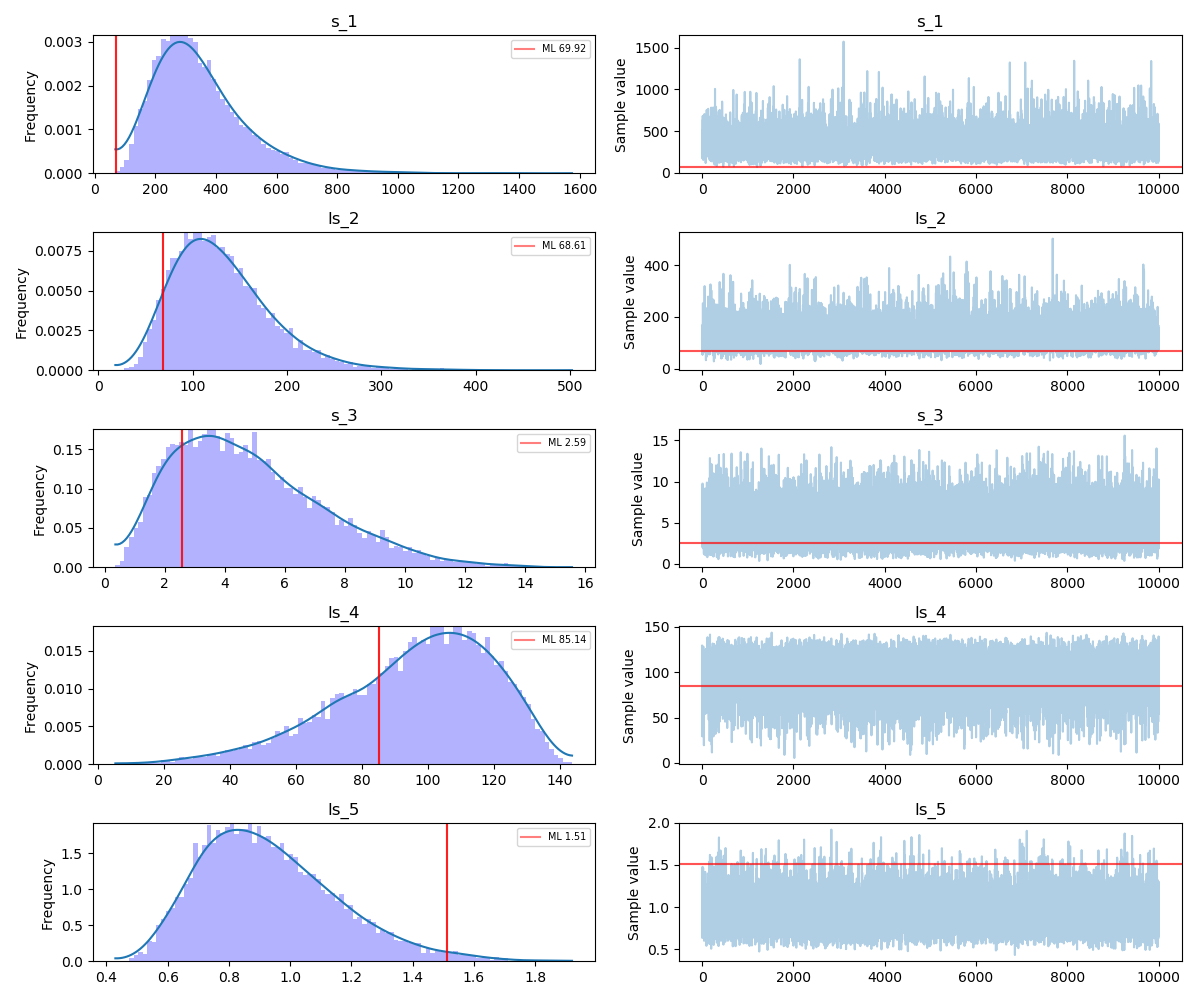 s_1
0.003
0.002
0.001
0.000
Frequency
ML 69.92
0 200 400 600 800 1000 1200 1400 1600
s_1
1500
1000
500
0
Sample value
0 2000 4000 6000 8000 10000
ls_2
0.0075
0.0050
0.0025
0.0000
Frequency
ML 68.61
0 100 200 300 400 500
ls_2
400
200
0
Sample value
0 2000 4000 6000 8000 10000
s_3
0.15
0.10
0.05
0.00
Frequency
ML 2.59
0 2 4 6 8 10 12 14 16
s_3
15
10
5
0
Sample value
0 2000 4000 6000 8000 10000
ls_4
0.015
0.010
0.005
0.000
Frequency
ML 85.14
0 20 40 60 80 100 120 140
ls_4
150
100
50
0
Sample value
0 2000 4000 6000 8000 10000
ls_5
1.5
1.0
0.5
0.0
Frequency
ML 1.51
0.4 0.6 0.8 1.0 1.2 1.4 1.6 1.8
ls_5
2.0
1.5
1.0
0.5
Sample value
0 2000 4000 6000 8000 10000